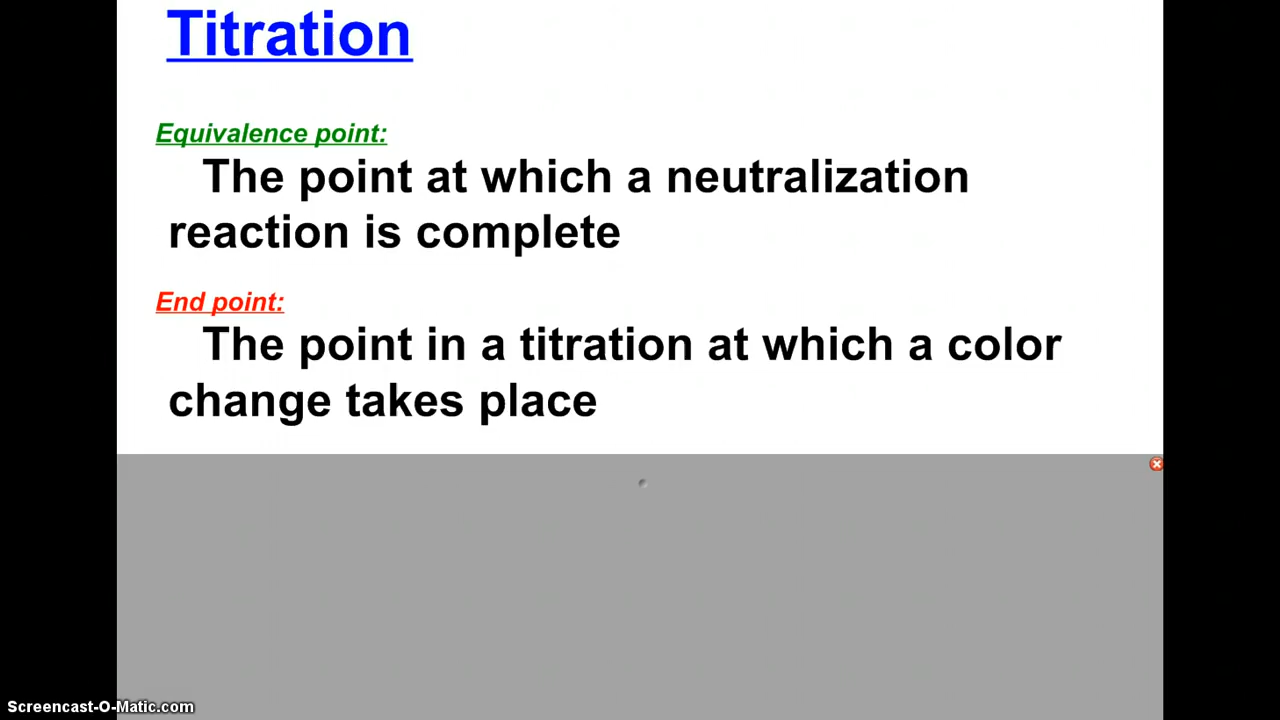 Titration
Equivalence point:
The point at which a neutralization
reaction is complete
End point:
The point in a titration at which a color
change takes place
Screencast-O-Matic.com